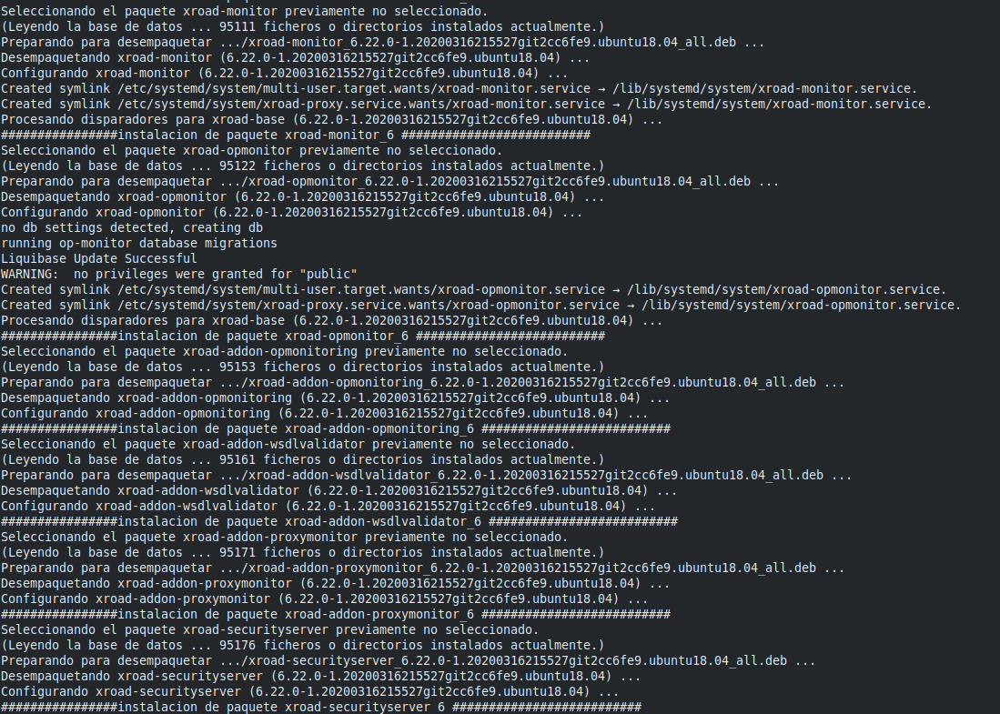 Seleccionando el paquete xroad-monitor previamente no seleccionado.
(Leyendo la base de datos ... 95111 ficheros o directorios instalados actualmente.)
Preparando para desempaquetar .../xroad-monitor_6.22.0-1.20200316215527git2cc6fe9.ubuntu18.04_all.deb ...
Desempaquetando xroad-monitor (6.22.0-1.20200316215527git2cc6fe9.ubuntu18.04) ...
Configurando xroad-monitor (6.22.0-1.20200316215527git2cc6fe9.ubuntu18.04) ...
Created symlink /etc/systemd/system/multi-user.target.wants/xroad-monitor.service → /lib/systemd/system/xroad-monitor.service.
Created symlink /etc/systemd/system/xroad-proxy.service.wants/xroad-monitor.service → /lib/systemd/system/xroad-monitor.service.
Procesando disparadores para xroad-base (6.22.0-1.20200316215527git2cc6fe9.ubuntu18.04) ...
################instalacion de paquete xroad-monitor_6 ##########################
Seleccionando el paquete xroad-opmonitor previamente no seleccionado.
(Leyendo la base de datos ... 95122 ficheros o directorios instalados actualmente.)
Preparando para desempaquetar .../xroad-opmonitor_6.22.0-1.20200316215527git2cc6fe9.ubuntu18.04_all.deb ...
Desempaquetando xroad-opmonitor (6.22.0-1.20200316215527git2cc6fe9.ubuntu18.04) ...
Configurando xroad-opmonitor (6.22.0-1.20200316215527git2cc6fe9.ubuntu18.04) ...
no db settings detected, creating db
running op-monitor database migrations
Liquibase Update Successful
WARNING:  no privileges were granted for "public"
Created symlink /etc/systemd/system/multi-user.target.wants/xroad-opmonitor.service → /lib/systemd/system/xroad-opmonitor.service.
Created symlink /etc/systemd/system/xroad-proxy.service.wants/xroad-opmonitor.service → /lib/systemd/system/xroad-opmonitor.service.
Procesando disparadores para xroad-base (6.22.0-1.20200316215527git2cc6fe9.ubuntu18.04) ...
################instalacion de paquete xroad-opmonitor_6 ##########################
Seleccionando el paquete xroad-addon-opmonitoring previamente no seleccionado.
(Leyendo la base de datos ... 95153 ficheros o directorios instalados actualmente.)
Preparando para desempaquetar .../xroad-addon-opmonitoring_6.22.0-1.20200316215527git2cc6fe9.ubuntu18.04_all.deb ...
Desempaquetando xroad-addon-opmonitoring (6.22.0-1.20200316215527git2cc6fe9.ubuntu18.04) ...
Configurando xroad-addon-opmonitoring (6.22.0-1.20200316215527git2cc6fe9.ubuntu18.04) ...
################instalacion de paquete xroad-addon-opmonitoring_6 ##########################
Seleccionando el paquete xroad-addon-wsdlvalidator previamente no seleccionado.
(Leyendo la base de datos ... 95161 ficheros o directorios instalados actualmente.)
Preparando para desempaquetar .../xroad-addon-wsdlvalidator_6.22.0-1.20200316215527git2cc6fe9.ubuntu18.04_all.deb ...
Desempaquetando xroad-addon-wsdlvalidator (6.22.0-1.20200316215527git2cc6fe9.ubuntu18.04) ...
Configurando xroad-addon-wsdlvalidator (6.22.0-1.20200316215527git2cc6fe9.ubuntu18.04) ...
################instalacion de paquete xroad-addon-wsdlvalidator_6 ##########################
Seleccionando el paquete xroad-addon-proxymonitor previamente no seleccionado.
(Leyendo la base de datos ... 95171 ficheros o directorios instalados actualmente.)
Preparando para desempaquetar .../xroad-addon-proxymonitor_6.22.0-1.20200316215527git2cc6fe9.ubuntu18.04_all.deb ...
Desempaquetando xroad-addon-proxymonitor (6.22.0-1.20200316215527git2cc6fe9.ubuntu18.04) ...
Configurando xroad-addon-proxymonitor (6.22.0-1.20200316215527git2cc6fe9.ubuntu18.04) ...
################instalacion de paquete xroad-addon-proxymonitor_6 ##########################
Seleccionando el paquete xroad-securityserver previamente no seleccionado.
(Leyendo la base de datos ... 95176 ficheros o directorios instalados actualmente.)
Preparando para desempaquetar .../xroad-securityserver_6.22.0-1.20200316215527git2cc6fe9.ubuntu18.04_all.deb ...
Desempaquetando xroad-securityserver (6.22.0-1.20200316215527git2cc6fe9.ubuntu18.04) ...
Configurando xroad-securityserver (6.22.0-1.20200316215527git2cc6fe9.ubuntu18.04) ...
################instalacion de paquete xroad-securityserver 6 ##########################